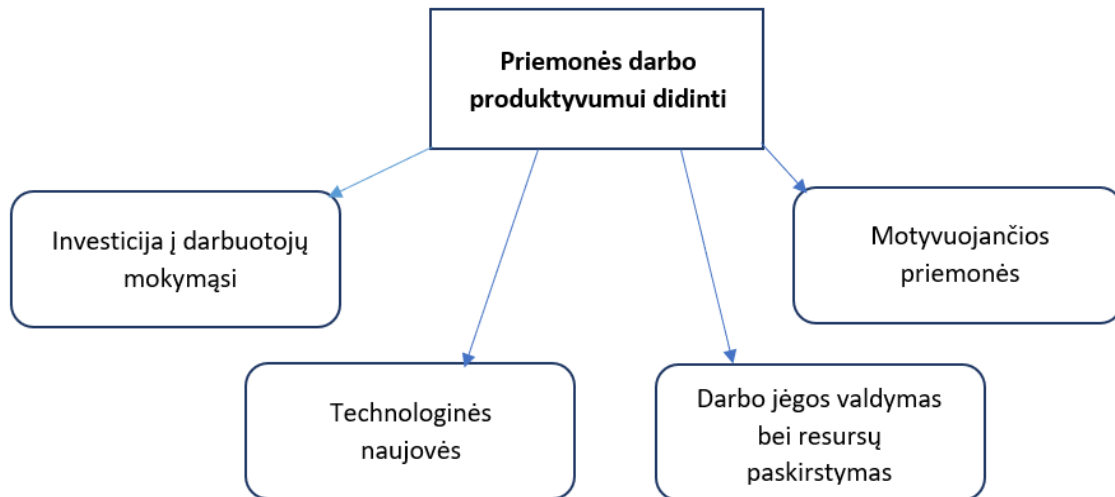 Priemonės darbo
produktyvumui didinti
Investicija į darbuotojų
mokymąsi
Motyvuojančios
priemonės
Technologinės
naujovės
Darbo jėgos valdymas
bei resursų
paskirstymas